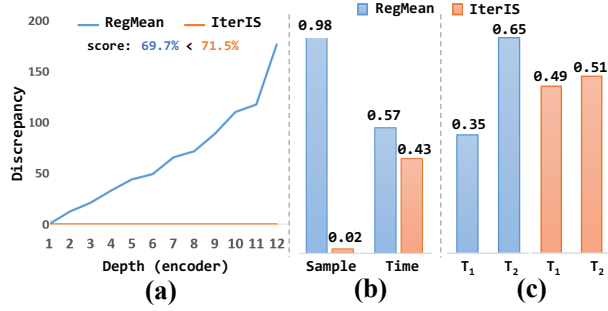 RegMean IterIS
score: 69.7% < 71.5%
200
150
100
50
0
Discrepancy
1 2 3 4 5 6 7 8 9 10 11 12
Depth (encoder)
(a)
RegMean IterIS
0.98
0.02
0.57
0.43
Sample Time
(b)
0.35
0.65
0.49
0.51
T₁ T₂ T₁ T₂
(c)